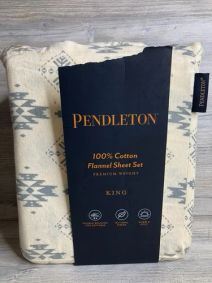 PENDLETON
100% Cotton
Flannel Sheet Set
PREMIUM WEIGHT
KING
PENDLETON